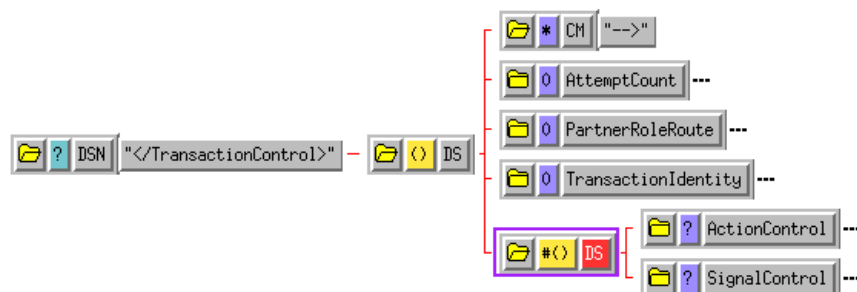 * CM "-->"
0 AttemptCount ---
? DSN "</TransactionControl>" () DS
0 PartnerRoleRoute ---
0 TransactionIdentity ---
#() DS
? ActionControl ---
? SignalControl ---